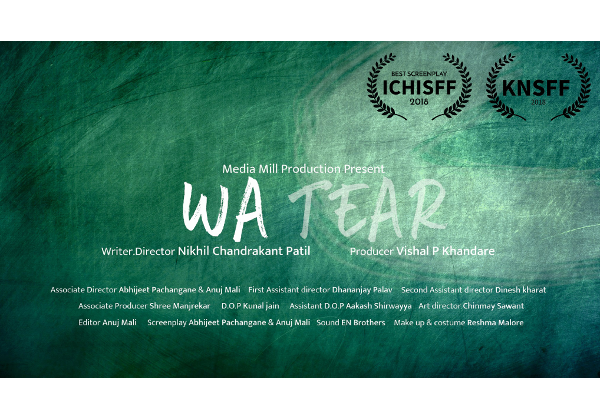 BEST SCREENPLAY
ICHISFF
2018
KNSFF
2018
Media Mill Production Present
WA TEAR
Writer.Director Nikhil Chandrakant Patil Producer Vishal P Khandare
Associate Director Abhijeet Pachangane & Anuj Mali First Assistant director Dhananjay Palav Second Assistant director Dinesh kharat
Associate Producer Shree Manjrekar D.O.P Kunal jain Assistant D.O.P Aakash Shirwayya Art director Chinmay Sawant
Editor Anuj Mali Screenplay Abhijeet Pachangane & Anuj Mali Sound EN Brothers Make up & costume Reshma Malore